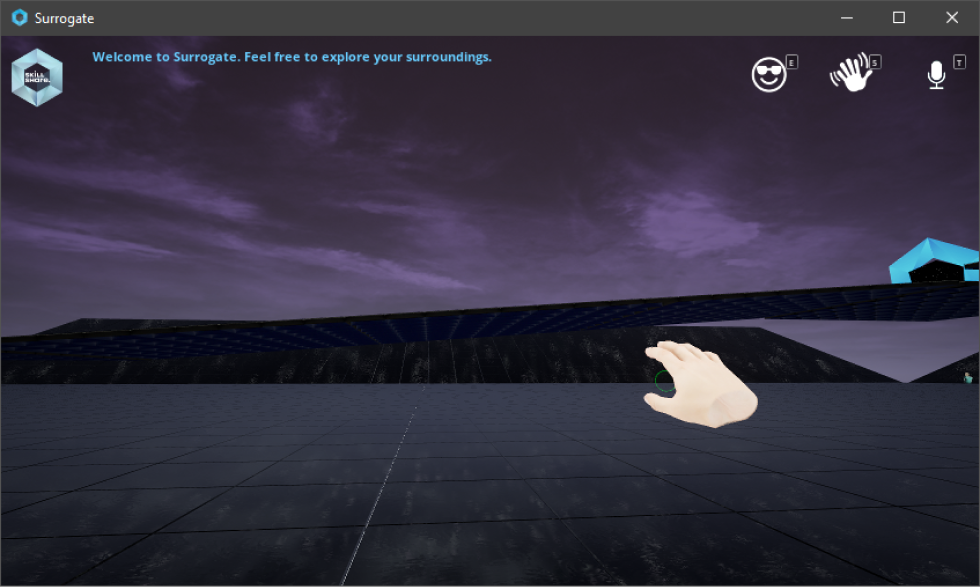 Surrogate
Welcome to Surrogate. Feel free to explore your surroundings.
E
S
T
SKILL
SHARE.